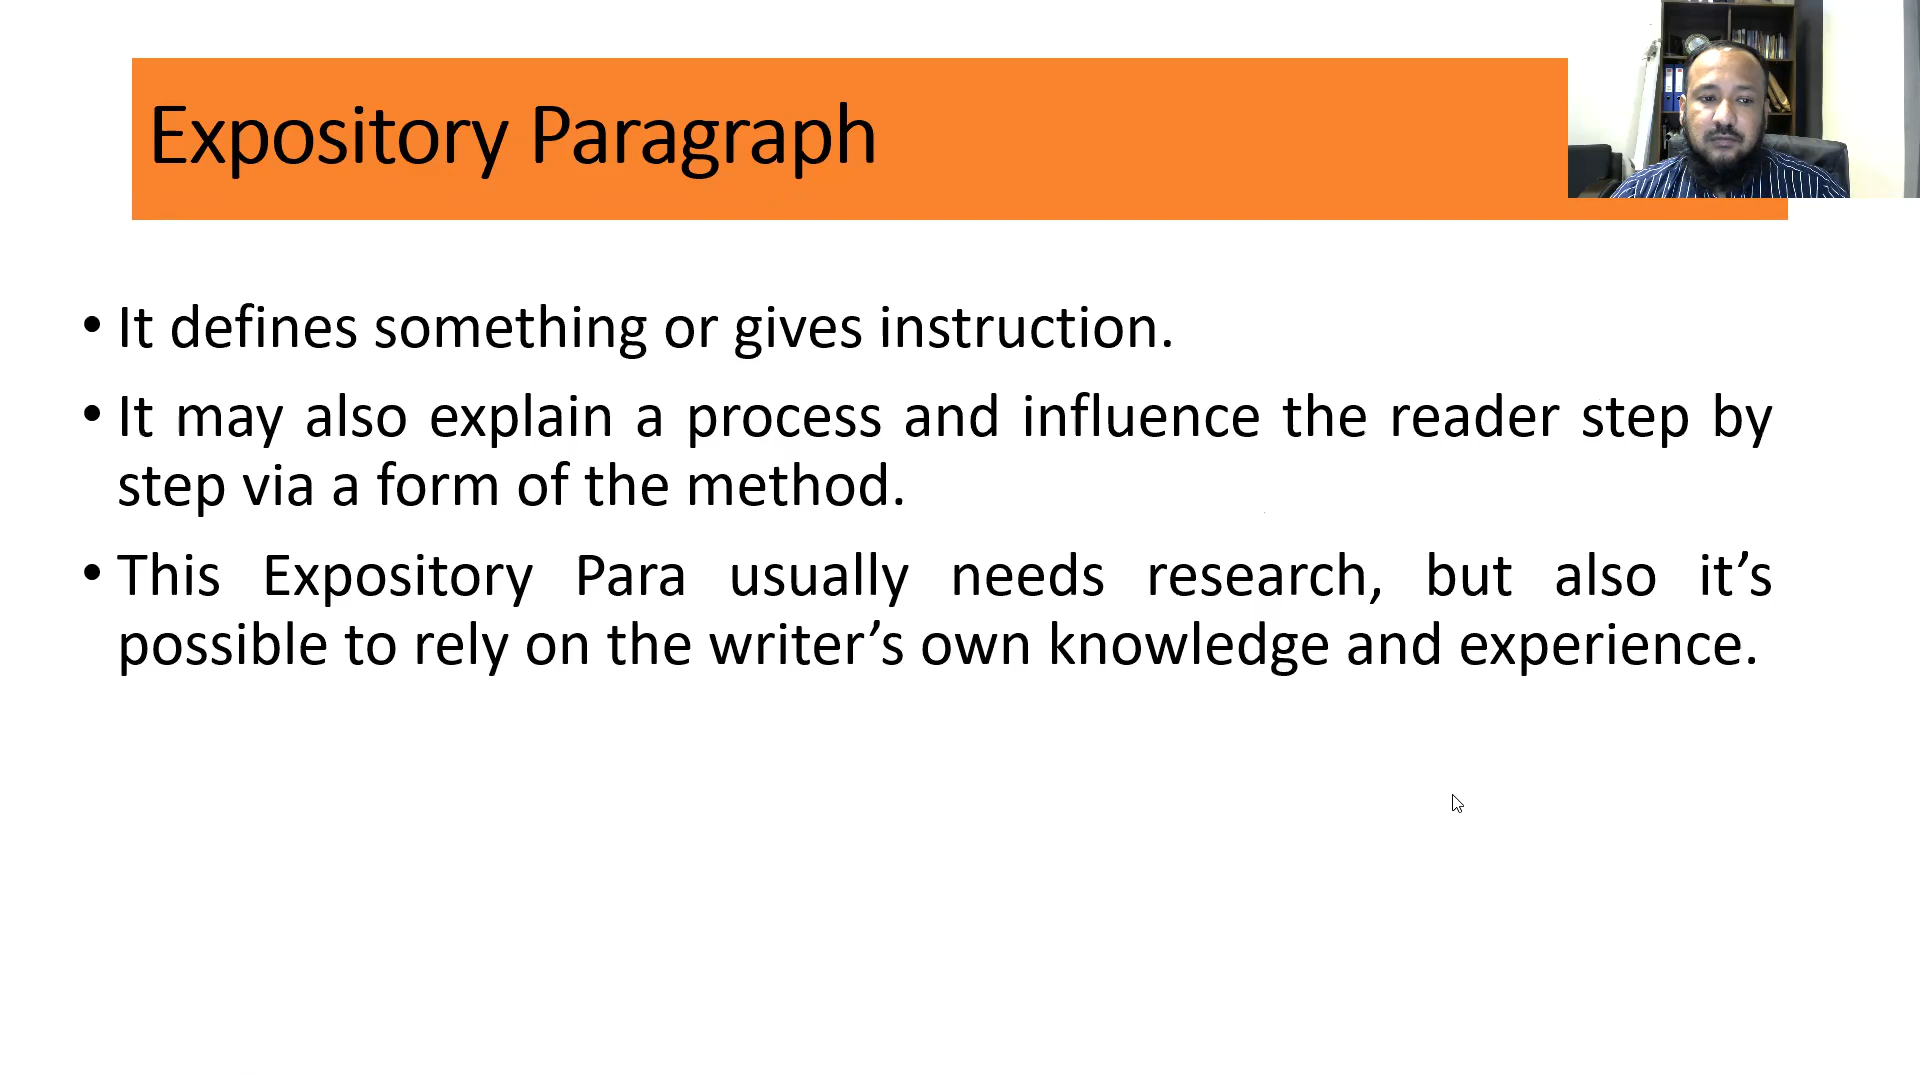 Expository Paragraph
• It defines something or gives instruction.
• It may also explain a process and influence the reader step by
step via a form of the method.
• This Expository Para usually needs research, but also it’s
possible to rely on the writer’s own knowledge and experience.